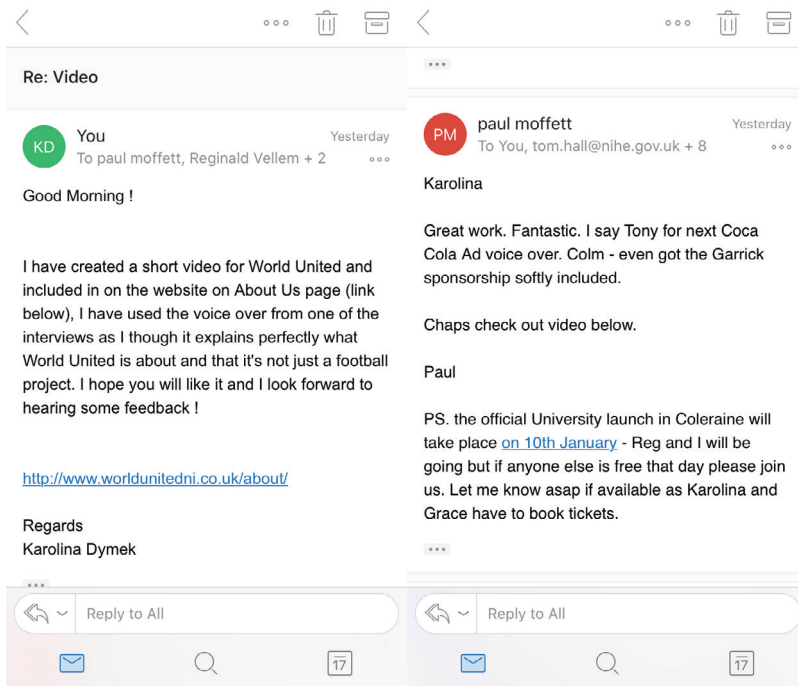 Re: Video
KD
You
Yesterday
To paul moffett, Reginald Vellem + 2
Good Morning !
I have created a short video for World United and
included in on the website on About Us page (link
below), I have used the voice over from one of the
interviews as I though it explains perfectly what
World United is about and that it's not just a football
project. I hope you will like it and I look forward to
hearing some feedback !
http://www.worldunitedni.co.uk/about/
Regards
Karolina Dymek
Reply to All
17
PM
paul moffett
Yesterday
To You, tom.hall@nihe.gov.uk + 8
Karolina
Great work. Fantastic. I say Tony for next Coca
Cola Ad voice over. Colm - even got the Garrick
sponsorship softly included.
Chaps check out video below.
Paul
PS. the official University launch in Coleraine will
take place on 10th January - Reg and I will be
going but if anyone else is free that day please join
us. Let me know asap if available as Karolina and
Grace have to book tickets.
Reply to All
17